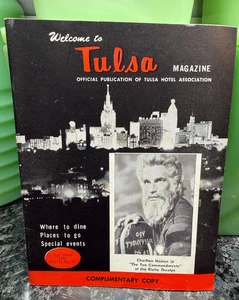 Welcome to
Tulsa
MAGAZINE
OFFICIAL PUBLICATION OF TULSA HOTEL ASSOCIATION
Where to dine
Places to go
Special events
Charlton Heston in
"The Ten Commandments"
at the Rialto Theatre
COMPLIMENTARY COPY